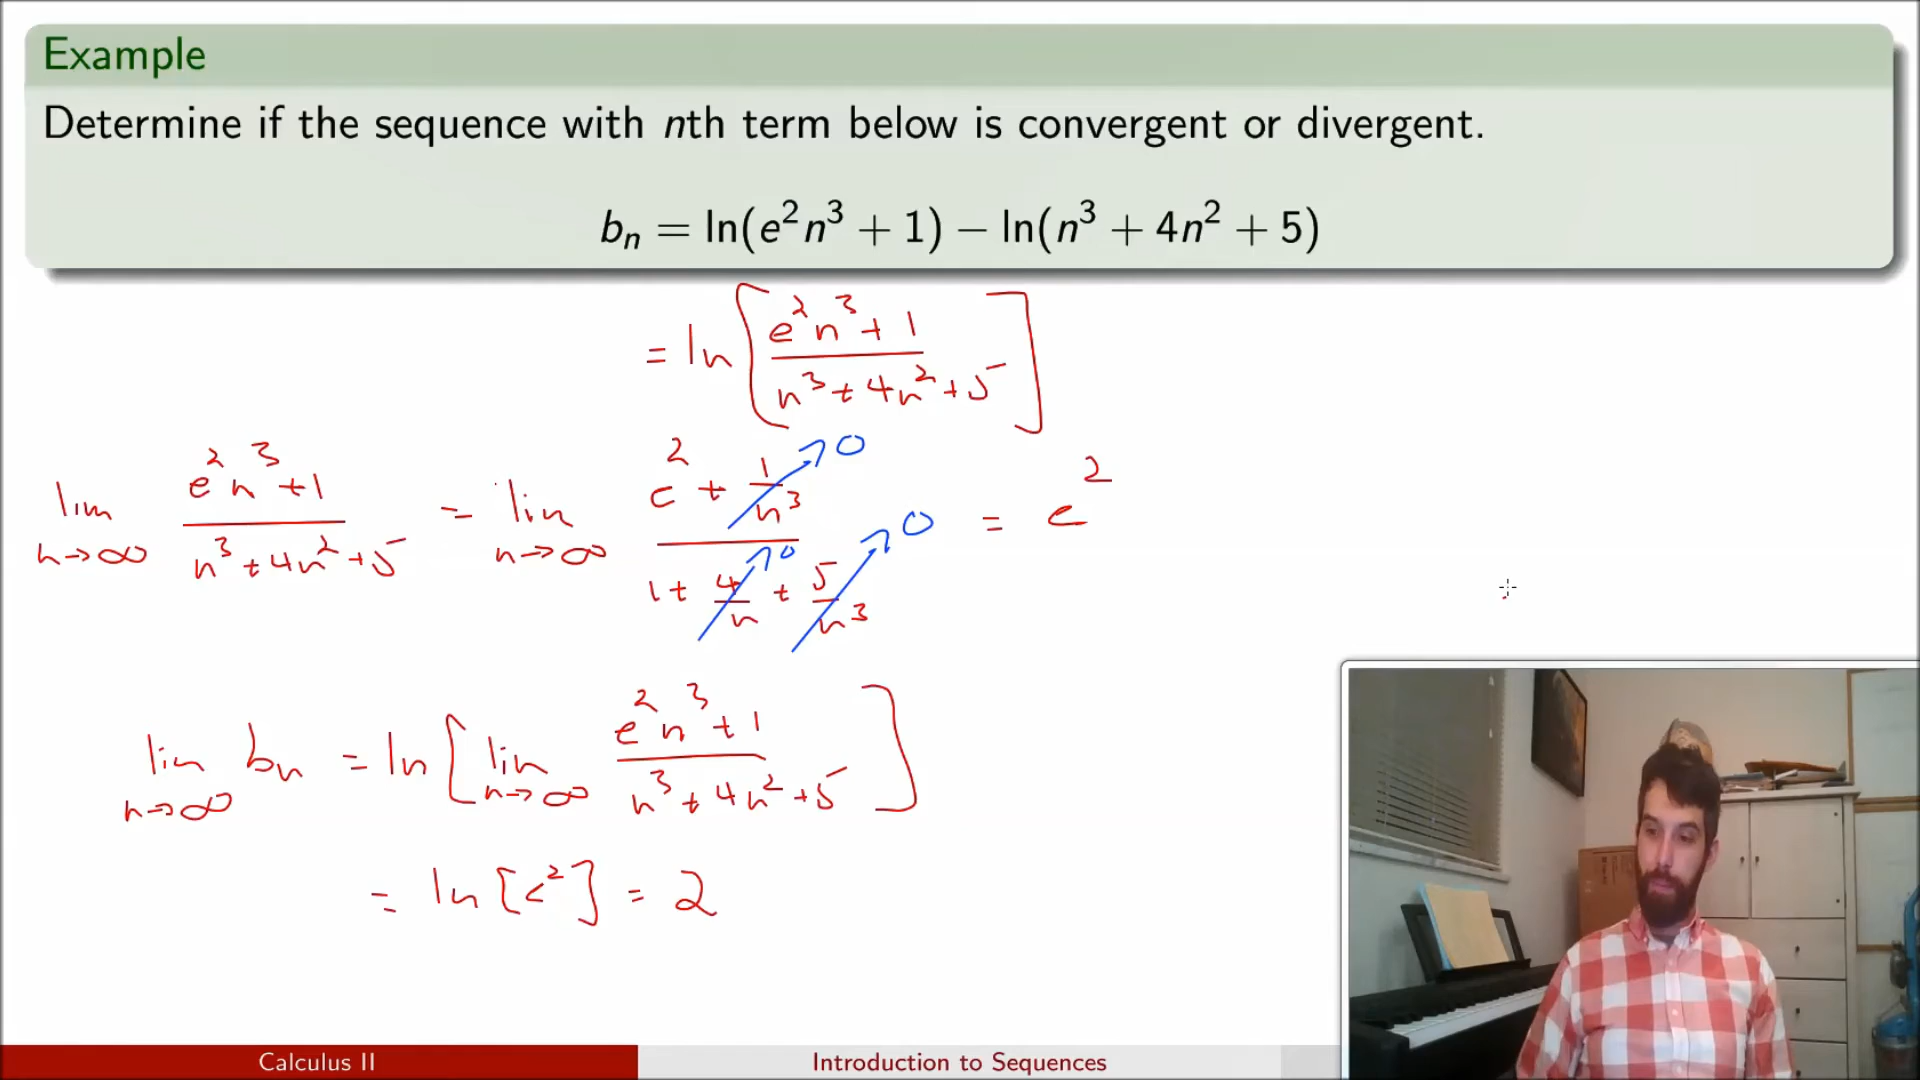 Example
Determine if the sequence with nth term below is convergent or divergent.
bₙ = ln(e²n³ + 1) − ln(n³ + 4n² + 5)
= ln[(e²n³ + 1)/(n³ + 4n² + 5)]
lim n→∞ (e²n³ + 1)/(n³ + 4n² + 5) = lim n→∞ (e² + 1/n³ → 0)/(1 + 4/n → 0 + 5/n³ → 0) = e²
lim n→∞ bₙ = ln[lim n→∞ (e²n³ + 1)/(n³ + 4n² + 5)]
= ln[e²] = 2
Calculus II
Introduction to Sequences